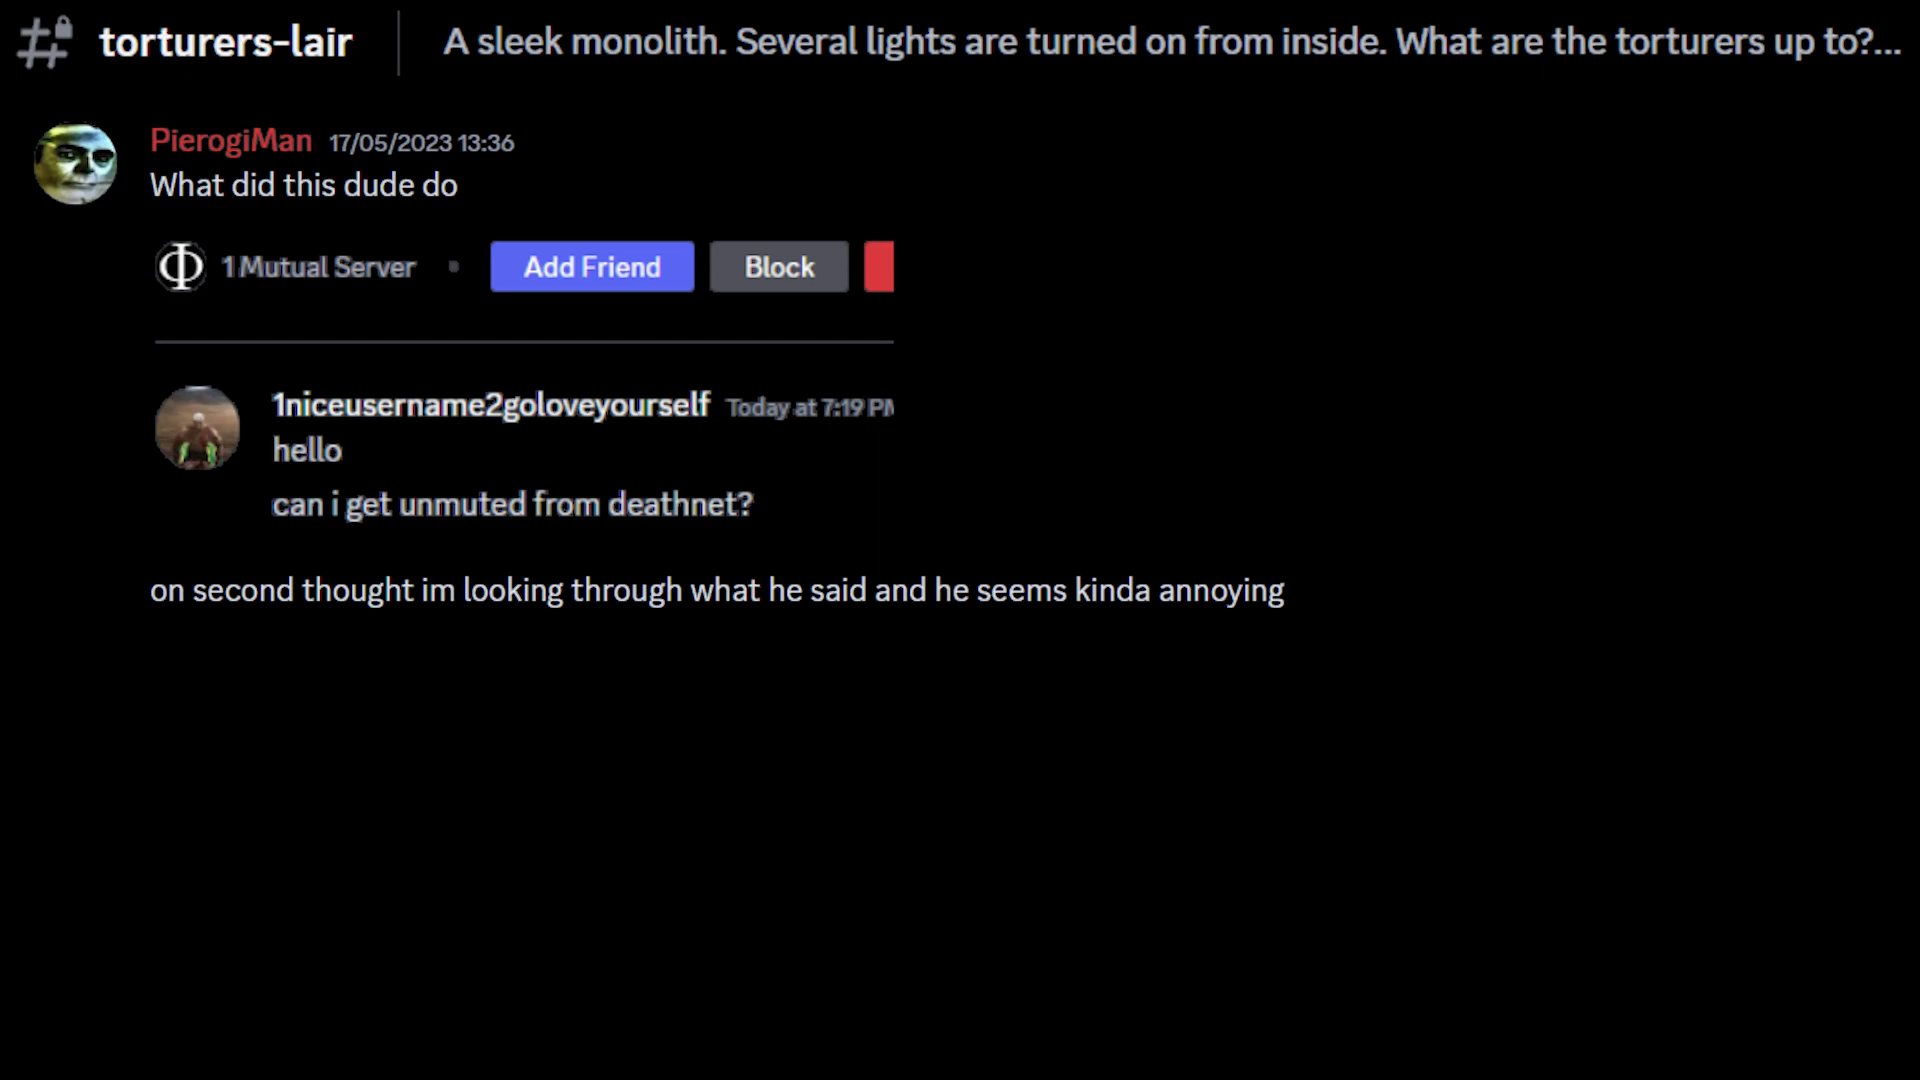 torturers-lair
A sleek monolith. Several lights are turned on from inside. What are the torturers up to?...
PierogiMan 17/05/2023 13:36
What did this dude do
1 Mutual Server • Add Friend Block
1niceusername2goloveyourself Today at 7:19 PM
hello
can i get unmuted from deathnet?
on second thought im looking through what he said and he seems kinda annoying